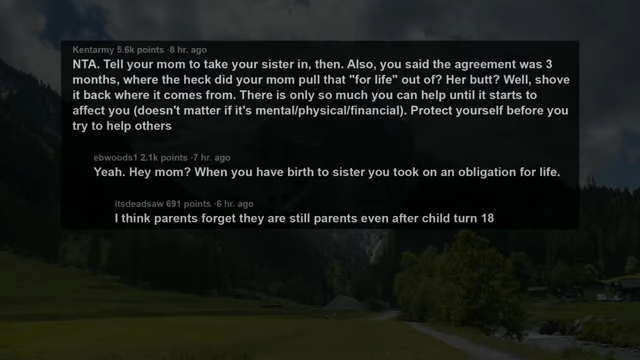 Kentarmy 5.6k points ·8 hr. ago
NTA. Tell your mom to take your sister in, then. Also, you said the agreement was 3
months, where the heck did your mom pull that "for life" out of? Her butt? Well, shove
it back where it comes from. There is only so much you can help until it starts to
affect you (doesn't matter if it's mental/physical/financial). Protect yourself before you
try to help others
ebwoods1 2.1k points ·7 hr. ago
Yeah. Hey mom? When you have birth to sister you took on an obligation for life.
itsdeadsaw 691 points ·6 hr. ago
I think parents forget they are still parents even after child turn 18